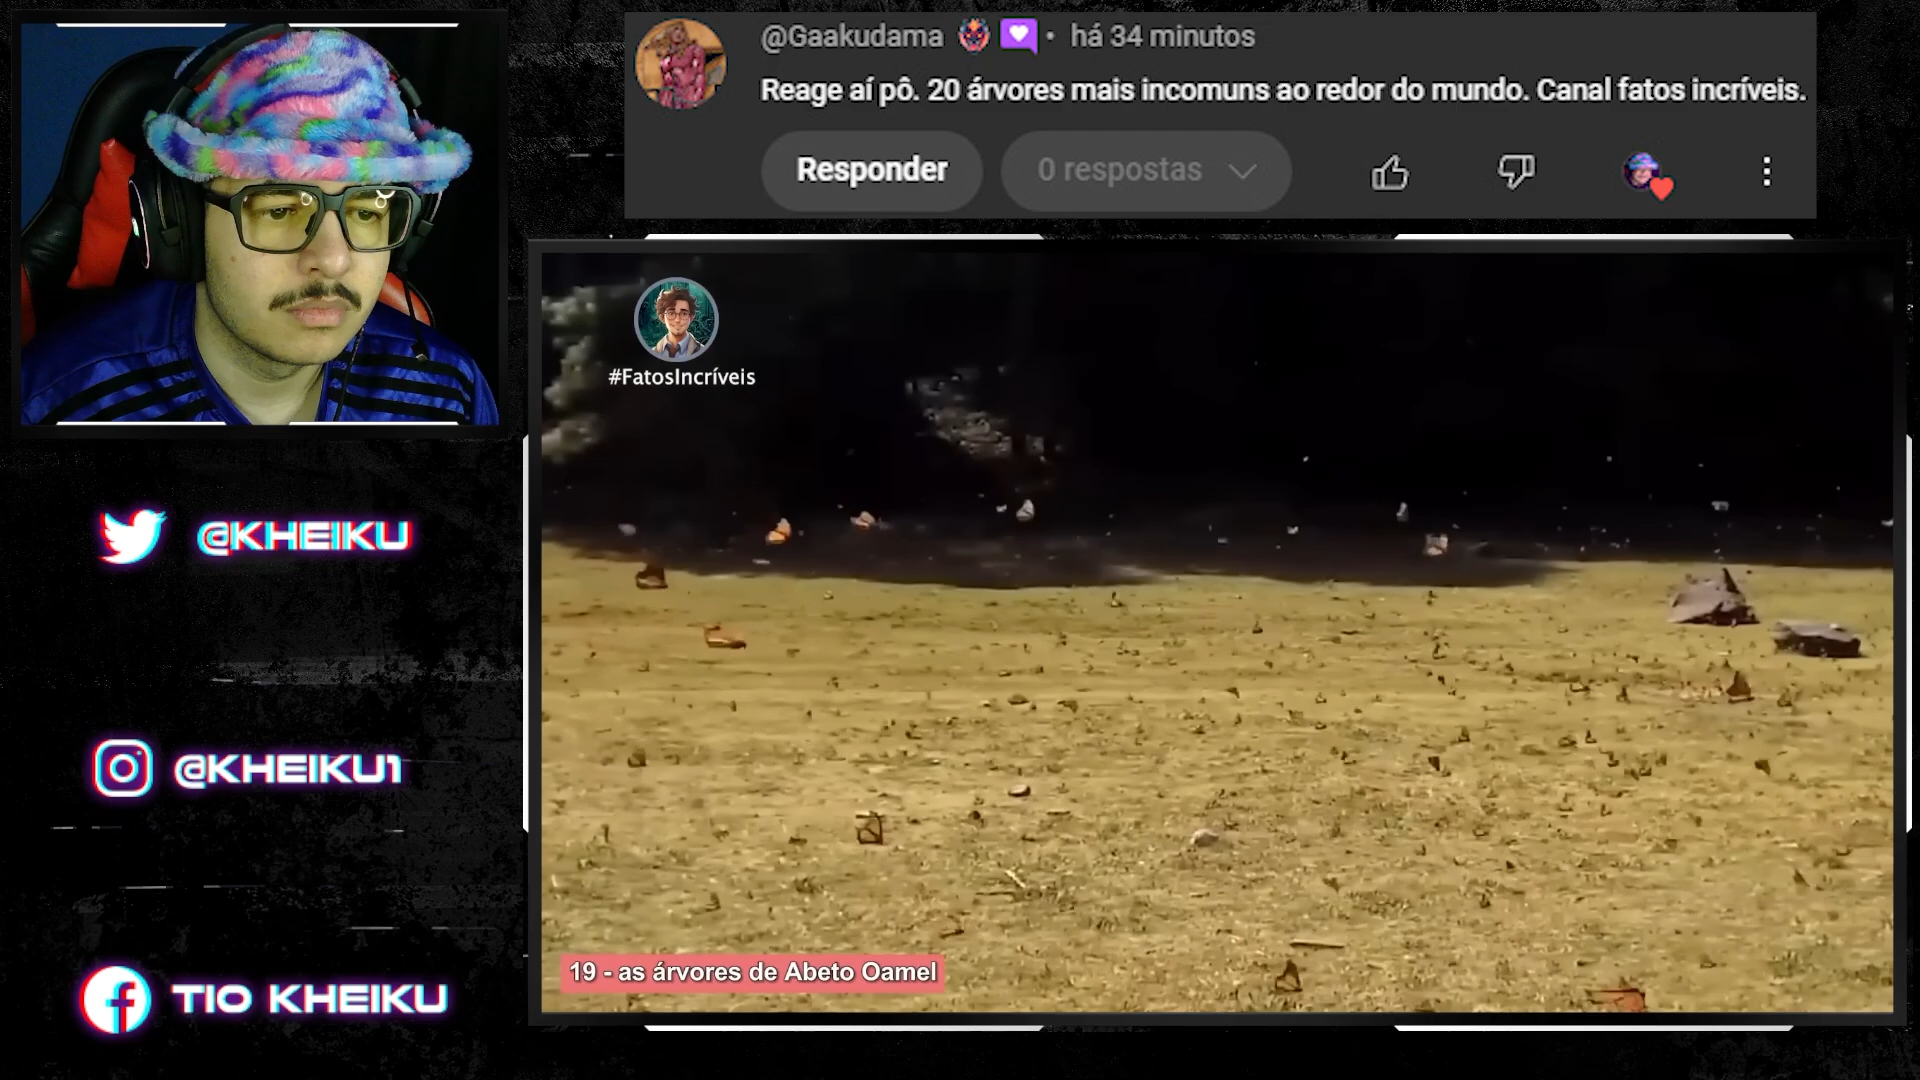 @Gaakudama • há 34 minutos
Reage aí pô. 20 árvores mais incomuns ao redor do mundo. Canal fatos incríveis.
Responder
0 respostas
#FatosIncríveis
@KHEIKU
@KHEIKU1
TIO KHEIKU
19 - as árvores de Abeto Oamel